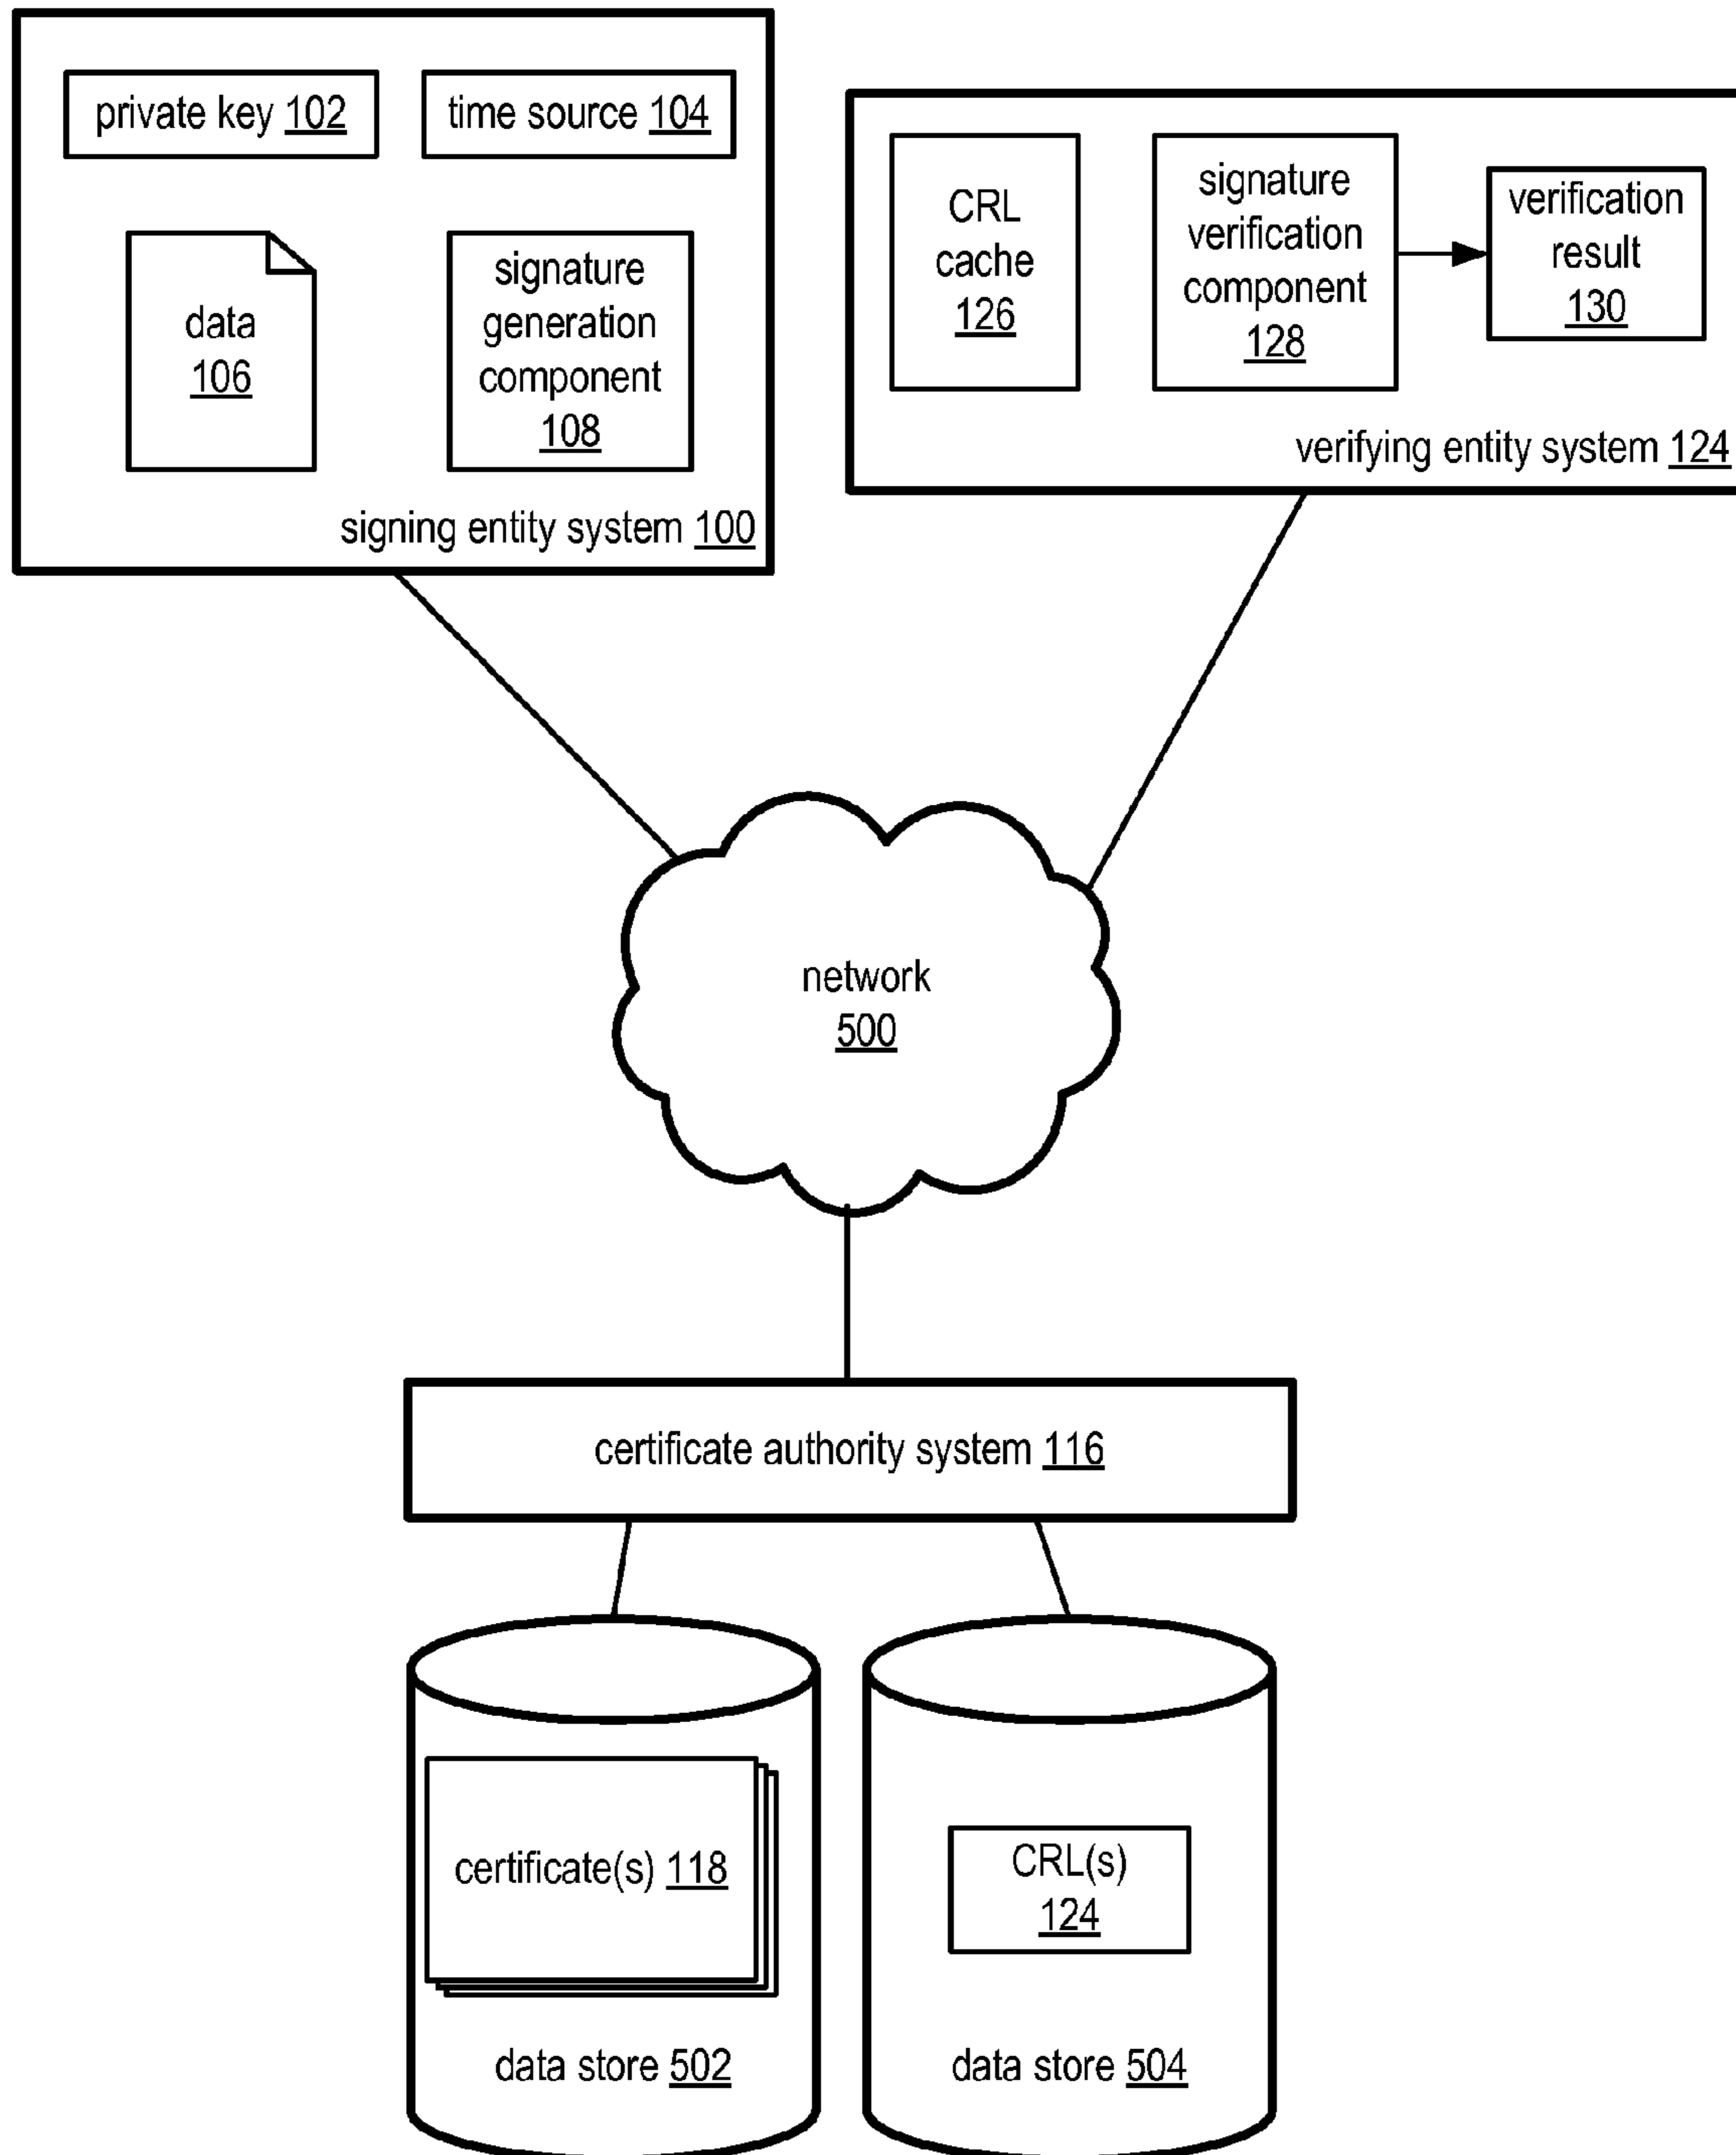 private key 102
time source 104
data
106
signature
generation
component
108
signing entity system 100
CRL
cache
126
signature
verification
component
128
verification
result
130
verifying entity system 124
network
500
certificate authority system 116
certificate(s) 118
data store 502
CRL(s)
124
data store 504